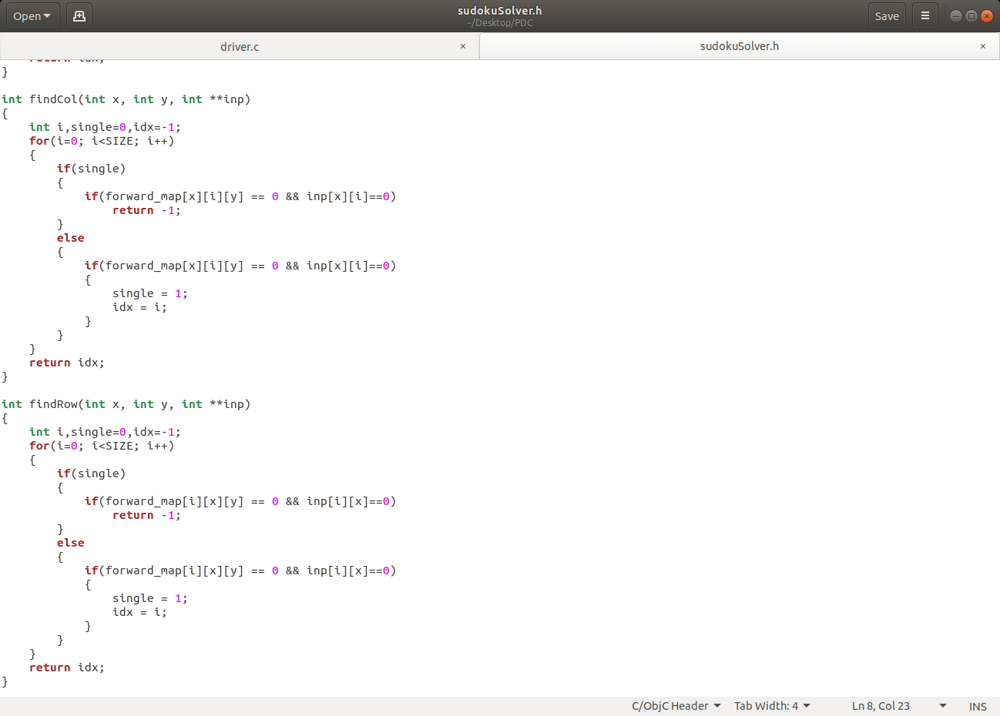 Open
sudokuSolver.h
~/Desktop/PDC
Save
driver.c ×
sudokuSolver.h ×
return idx;
}
int findCol(int x, int y, int **inp)
{
int i,single=0,idx=-1;
for(i=0; i<SIZE; i++)
{
if(single)
{
if(forward_map[x][i][y] == 0 && inp[x][i]==0)
return -1;
}
else
{
if(forward_map[x][i][y] == 0 && inp[x][i]==0)
{
single = 1;
idx = i;
}
}
}
return idx;
}
int findRow(int x, int y, int **inp)
{
int i,single=0,idx=-1;
for(i=0; i<SIZE; i++)
{
if(single)
{
if(forward_map[i][x][y] == 0 && inp[i][x]==0)
return -1;
}
else
{
if(forward_map[i][x][y] == 0 && inp[i][x]==0)
{
single = 1;
idx = i;
}
}
}
return idx;
}
C/ObjC Header Tab Width: 4 Ln 8, Col 23 INS